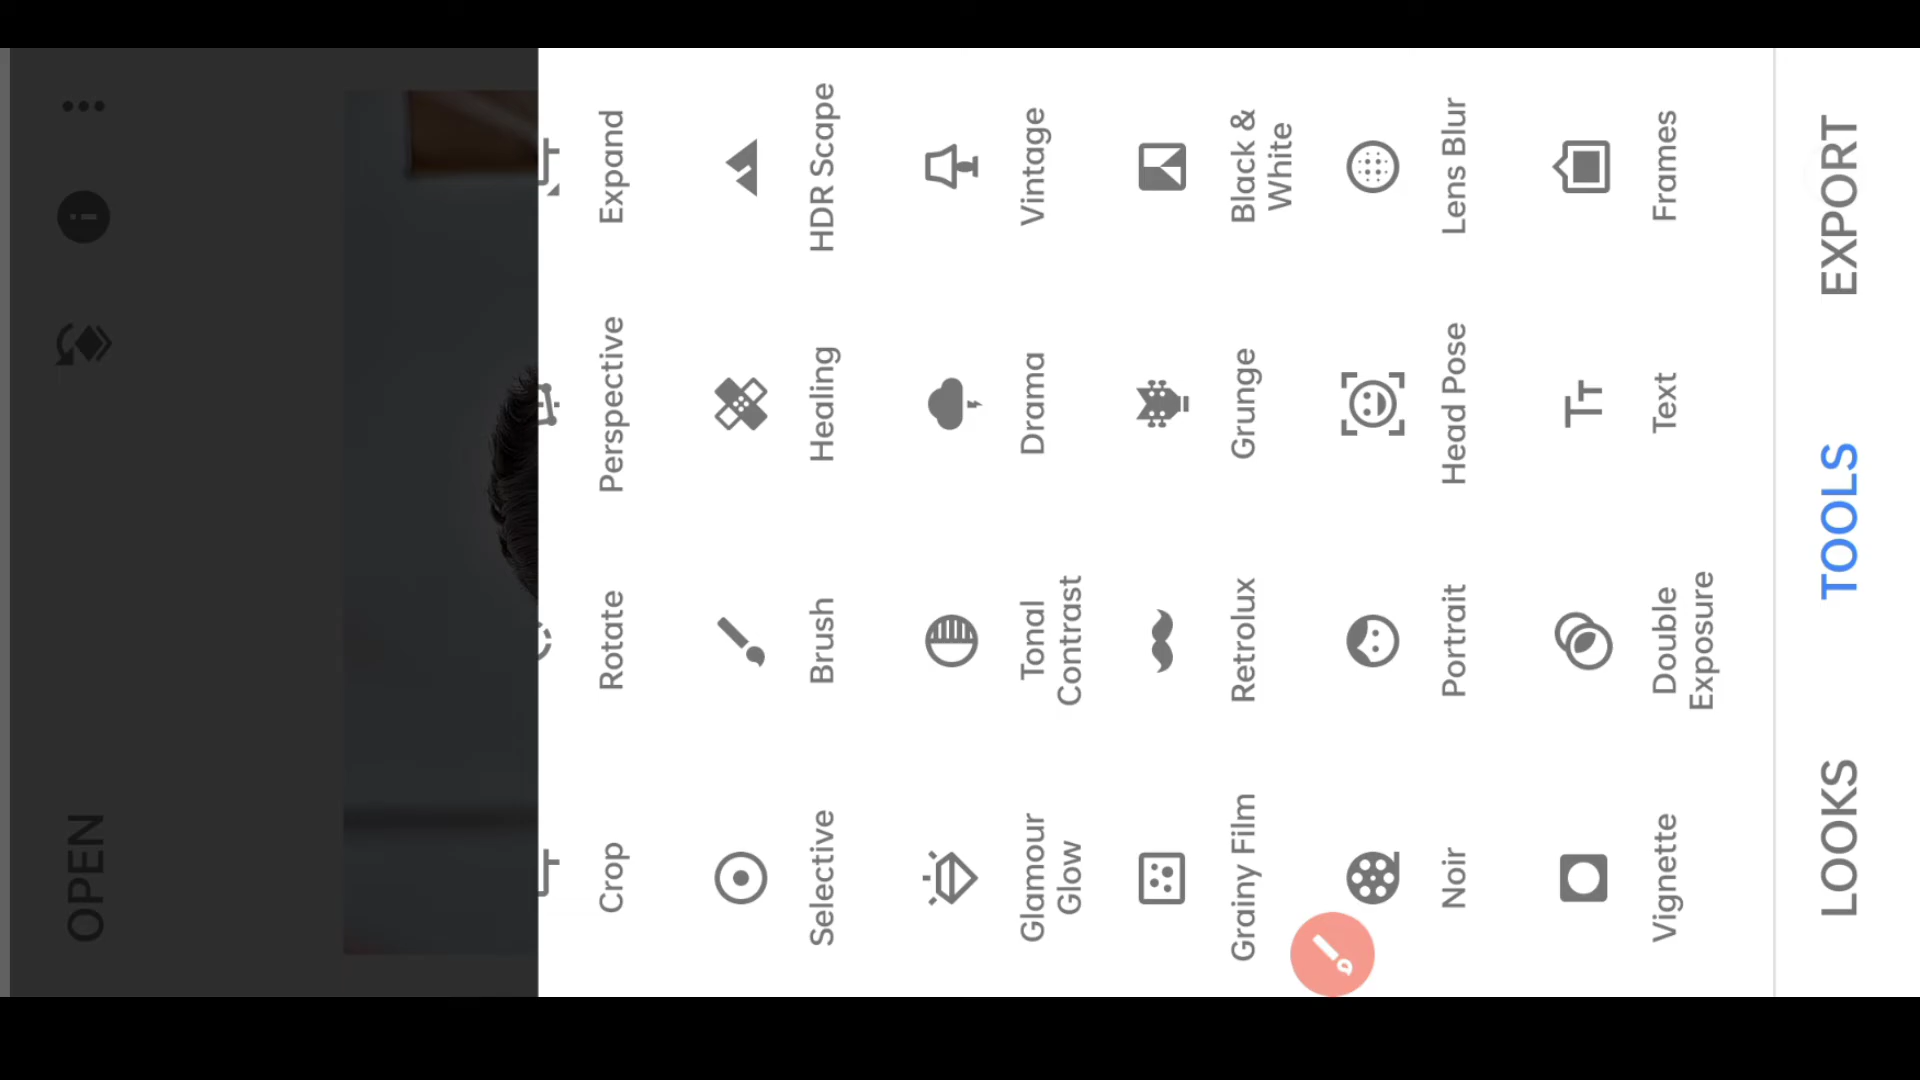 OPEN
Crop
Rotate
Perspective
Expand
Selective
Brush
Healing
HDR Scape
Glamour
Glow
Tonal
Contrast
Drama
Vintage
Grainy Film
Retrolux
Grunge
Black &
White
Noir
Portrait
Head Pose
Lens Blur
Vignette
Double
Exposure
Text
Frames
LOOKS
TOOLS
EXPORT